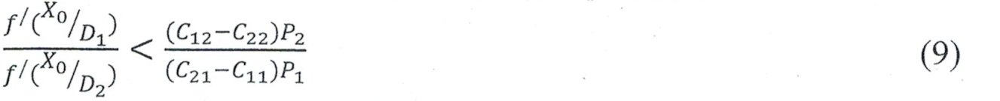 f/(X₀/D₁)/f/(X₀/D₂) < (C₁₂−C₂₂)P₂/(C₂₁−C₁₁)P₁ (9)